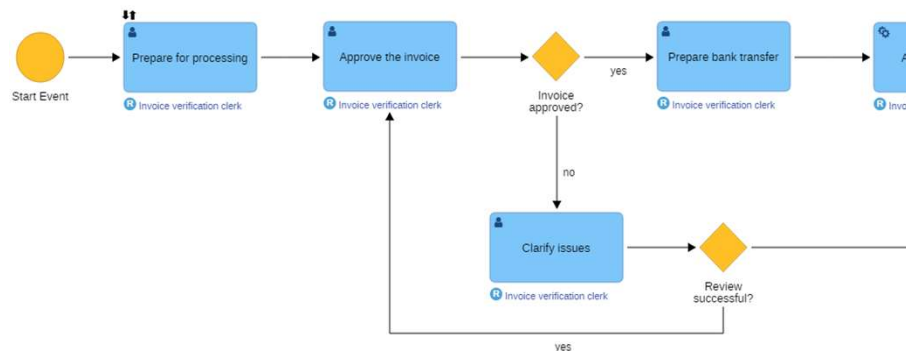 Prepare for processing
Approve the invoice
Prepare bank transfer
A
Start Event
R Invoice verification clerk
R Invoice verification clerk
yes
R Invoice verification clerk
R Invo
Invoice
approved?
no
Clarify issues
R Invoice verification clerk
Review
successful?
yes